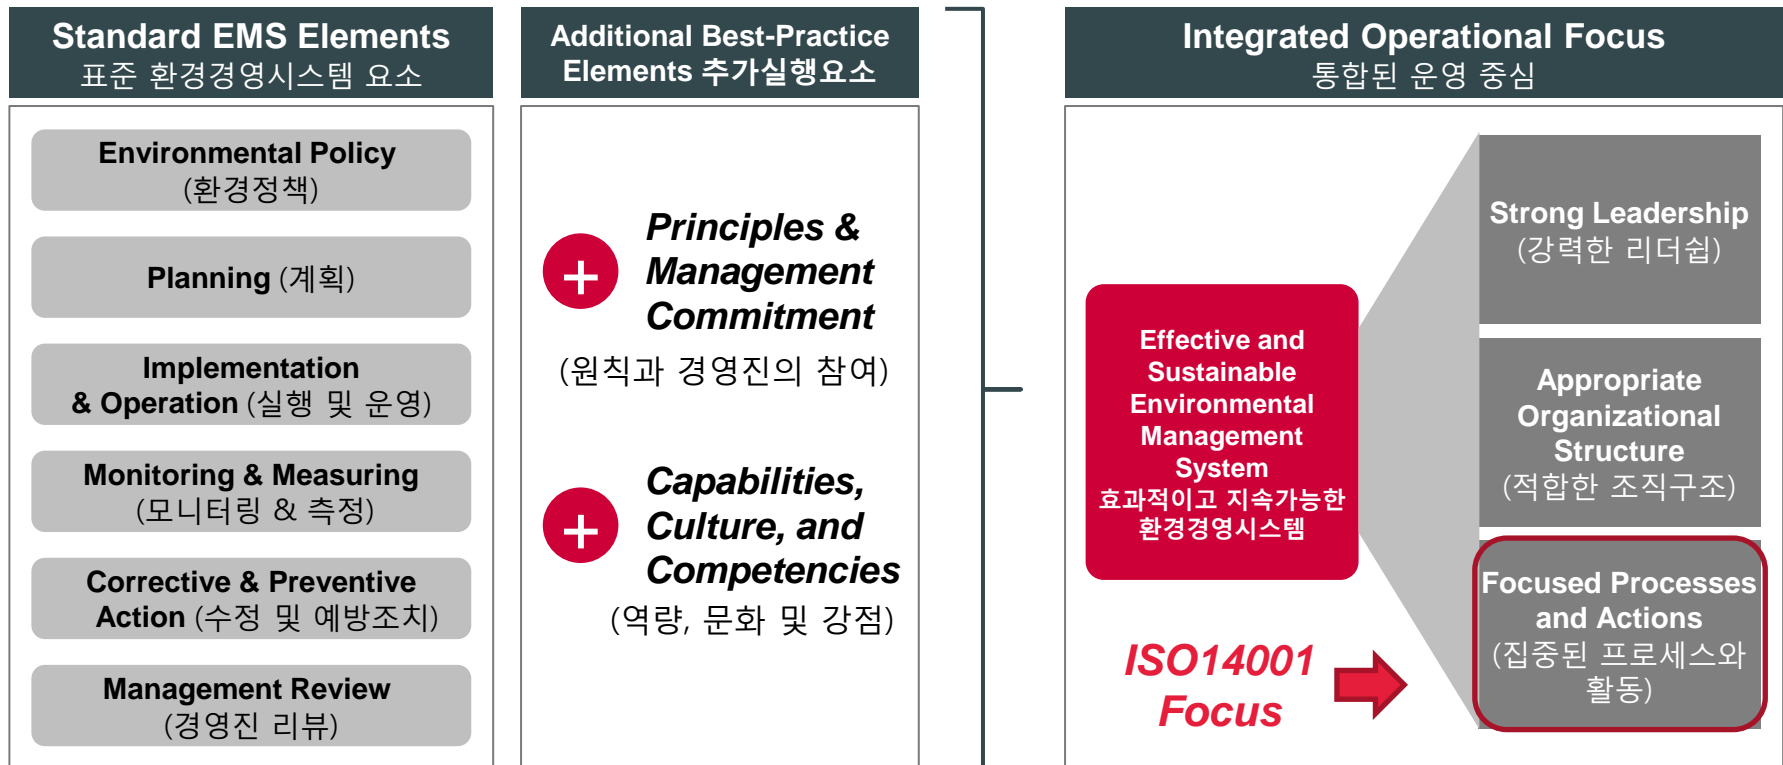 Standard EMS Elements
표준 환경경영시스템 요소
Environmental Policy
(환경정책)
Planning (계획)
Implementation
& Operation (실행 및 운영)
Monitoring & Measuring
(모니터링 & 측정)
Corrective & Preventive
Action (수정 및 예방조치)
Management Review
(경영진 리뷰)
Additional Best-Practice
Elements 추가실행요소
+
Principles &
Management
Commitment
(원칙과 경영진의 참여)
+
Capabilities,
Culture, and
Competencies
(역량, 문화 및 강점)
Integrated Operational Focus
통합된 운영 중심
Effective and
Sustainable
Environmental
Management
System
효과적이고 지속가능한
환경경영시스템
ISO14001
Focus
Strong Leadership
(강력한 리더쉽)
Appropriate
Organizational
Structure
(적합한 조직구조)
Focused Processes
and Actions
(집중된 프로세스와
활동)